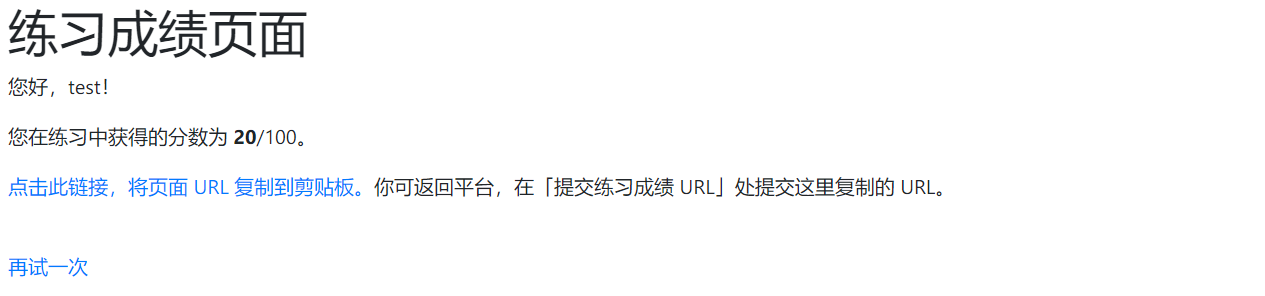 练习成绩页面
您好，test！
您在练习中获得的分数为 20/100。
点击此链接，将页面 URL 复制到剪贴板。你可返回平台，在「提交练习成绩 URL」处提交这里复制的 URL。
再试一次